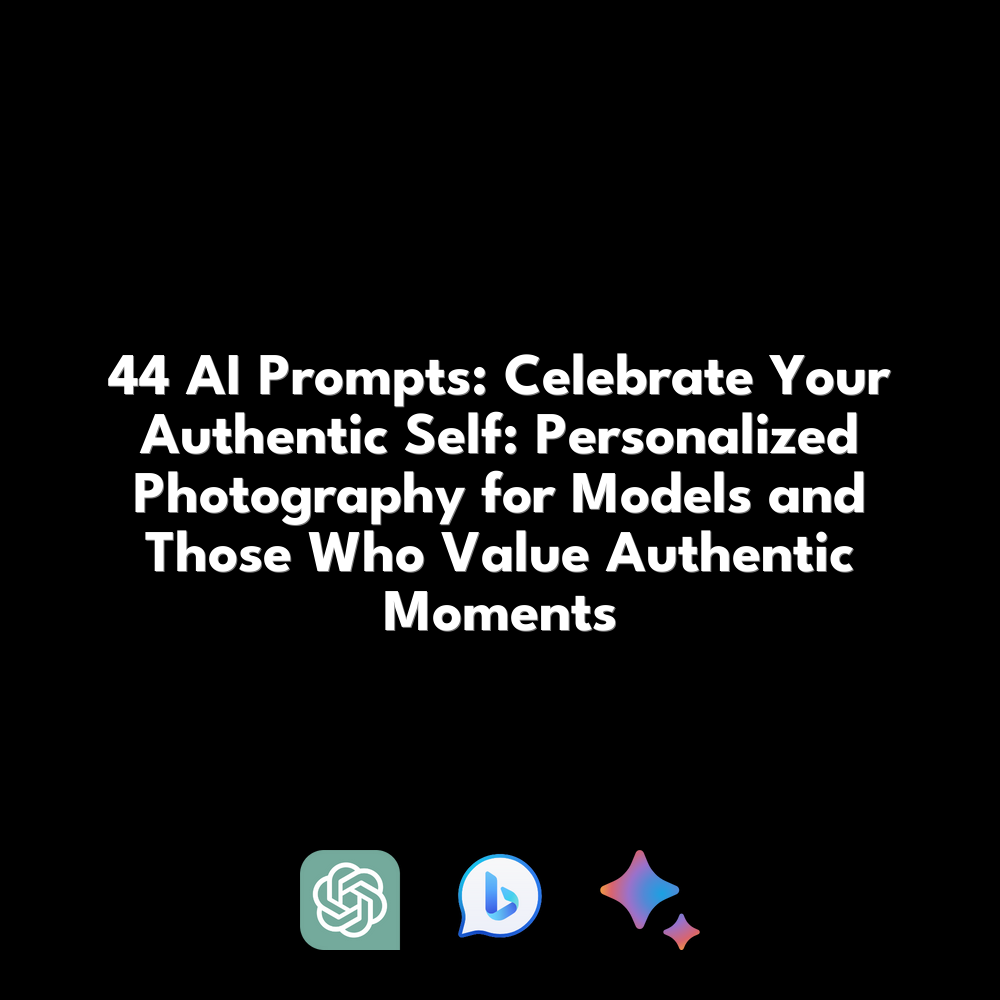 44 AI Prompts: Celebrate Your
Authentic Self: Personalized
Photography for Models and
Those Who Value Authentic
Moments